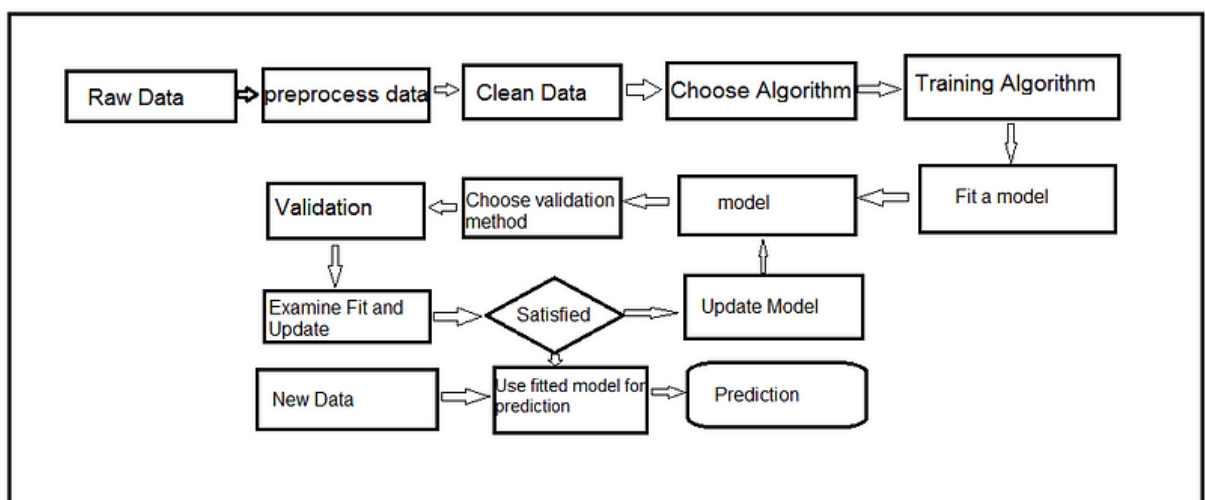 Raw Data
preprocess data
Clean Data
Choose Algorithm
Training Algorithm
Fit a model
model
Choose validation
method
Validation
Examine Fit and
Update
Satisfied
Update Model
New Data
Use fitted model for
prediction
Prediction